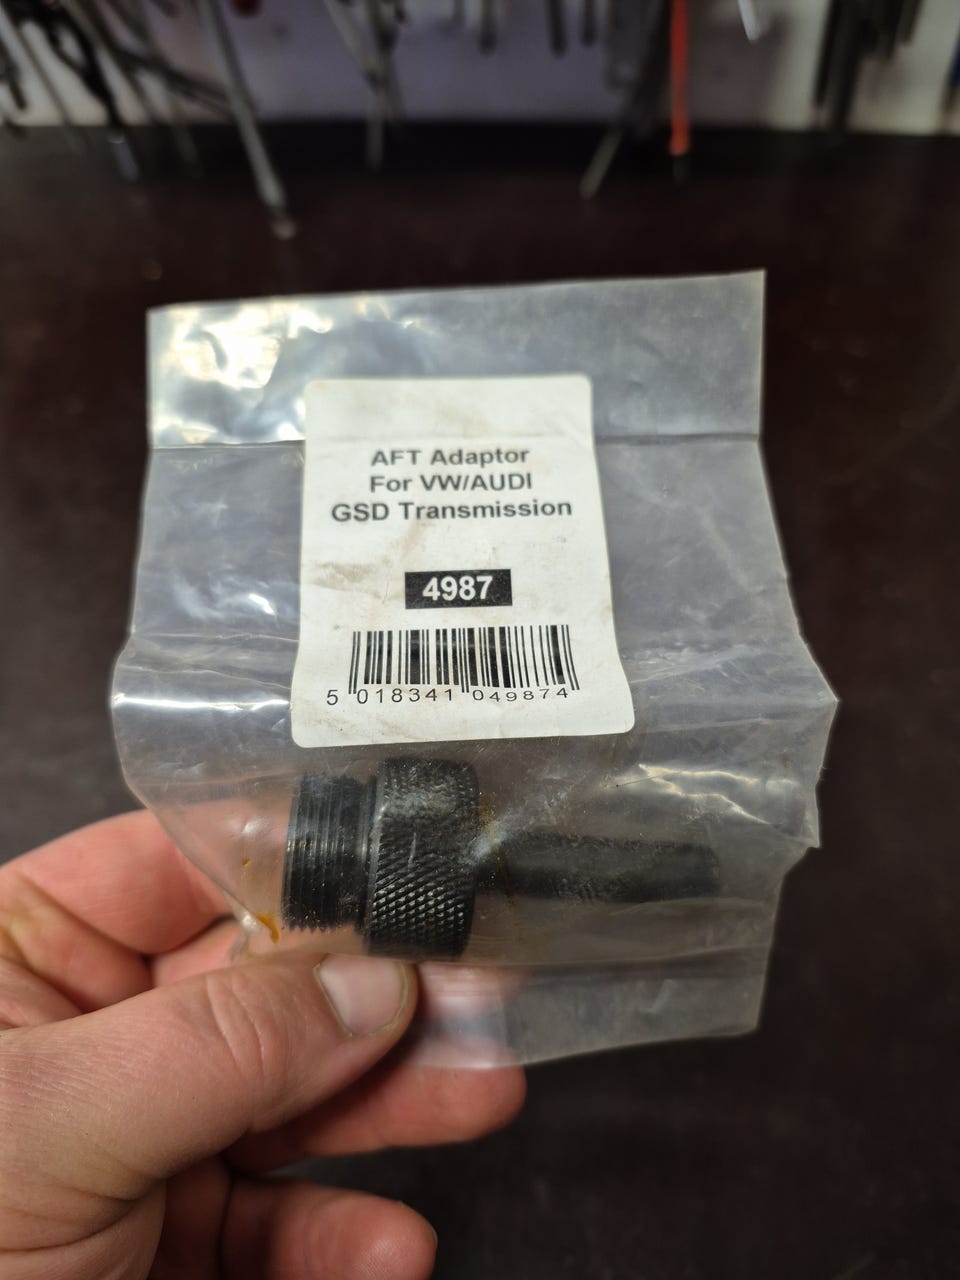 AFT Adaptor
For VW/AUDI
GSD Transmission
4987
5 018341 049874